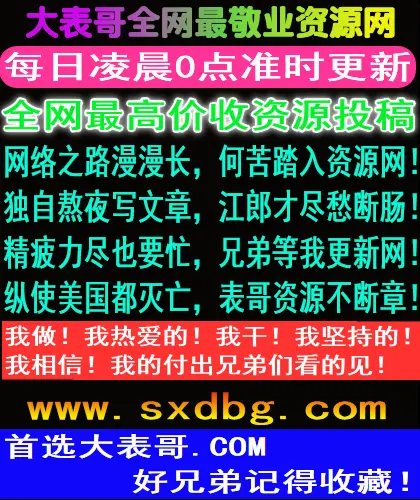 大表哥全网最敬业资源网
每日凌晨0点准时更新
全网最高价收资源投稿
网络之路漫漫长，何苦踏入资源网！
独自熬夜写文章，江郎才尽愁断肠！
精疲力尽也要忙，兄弟等我更新网！
纵使美国都灭亡，表哥资源不断章！
我做！我热爱的！我干！我坚持的！
我相信！我的付出兄弟们看的见！
www.sxdbg.com
首选大表哥.COM
好兄弟记得收藏！